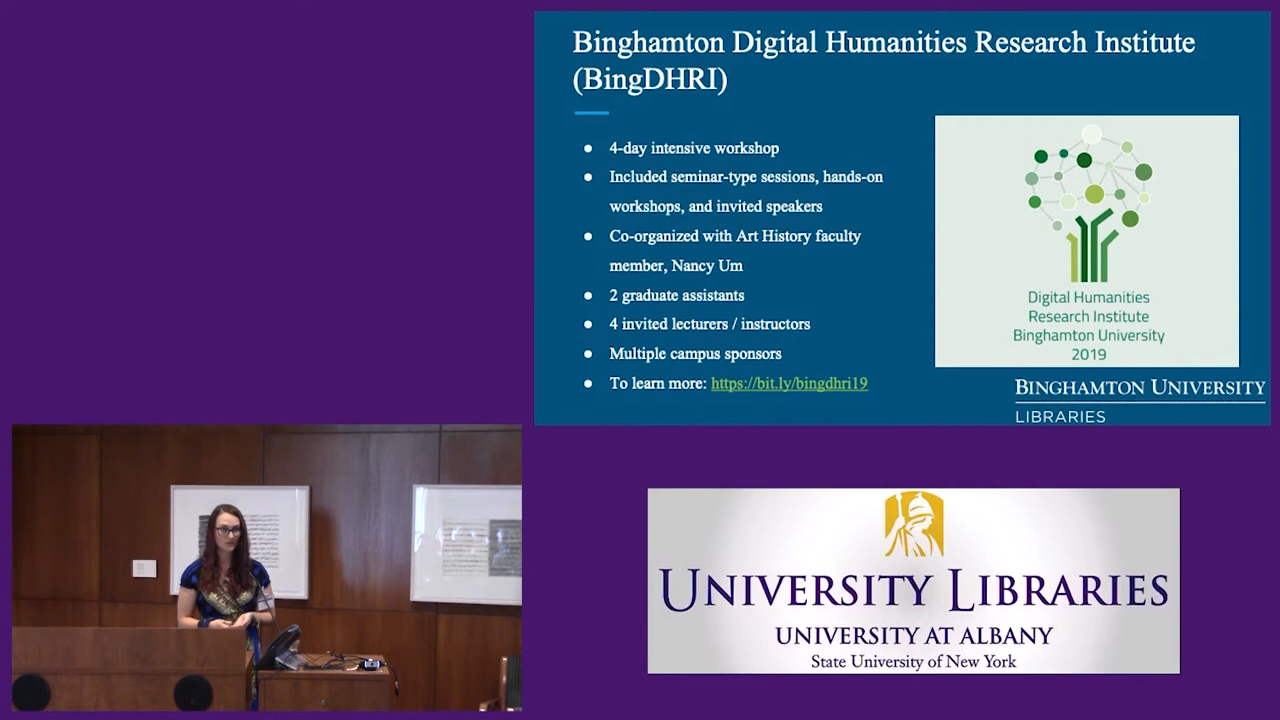 Binghamton Digital Humanities Research Institute
(BingDHRI)
● 4-day intensive workshop
● Included seminar-type sessions, hands-on
workshops, and invited speakers
● Co-organized with Art History faculty
member, Nancy Um
● 2 graduate assistants
● 4 invited lecturers / instructors
● Multiple campus sponsors
● To learn more: https://bit.ly/bingdhri19
Digital Humanities
Research Institute
Binghamton University
2019
BINGHAMTON UNIVERSITY
LIBRARIES
UNIVERSITY LIBRARIES
UNIVERSITY AT ALBANY
State University of New York